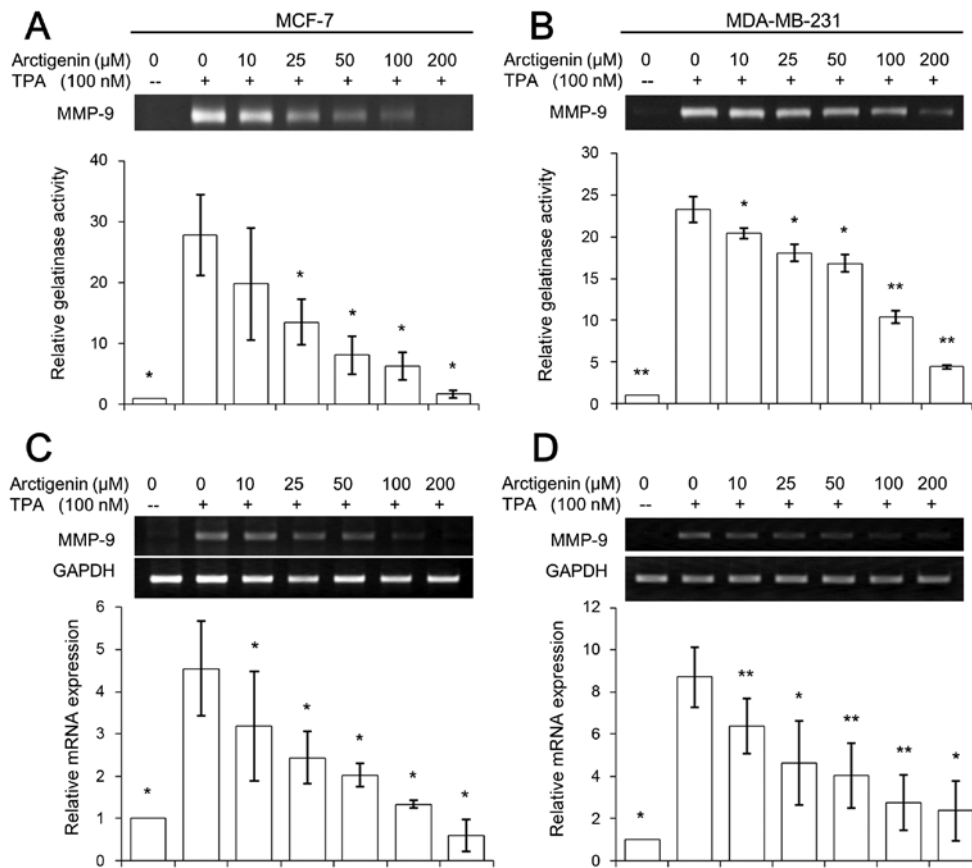 A
MCF-7
Arctigenin (µM) 0 0 10 25 50 100 200
TPA (100 nM) -- + + + + + +
MMP-9
Relative gelatinase activity
40
30
20
10
0
* * * * *
B
MDA-MB-231
Arctigenin (µM) 0 0 10 25 50 100 200
TPA (100 nM) -- + + + + + +
MMP-9
Relative gelatinase activity
30
25
20
15
10
5
0
** * * * ** **
C
Arctigenin (µM) 0 0 10 25 50 100 200
TPA (100 nM) -- + + + + + +
MMP-9
GAPDH
Relative mRNA expression
6
5
4
3
2
1
0
* * * * * *
D
Arctigenin (µM) 0 0 10 25 50 100 200
TPA (100 nM) -- + + + + + +
MMP-9
GAPDH
Relative mRNA expression
12
10
8
6
4
2
0
* ** * ** ** *